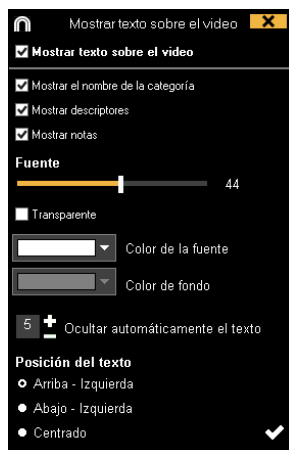 Mostrar texto sobre el video
Mostrar texto sobre el video
Mostrar el nombre de la categoría
Mostrar descriptores
Mostrar notas
Fuente
44
Transparente
Color de la fuente
Color de fondo
5 Ocultar automáticamente el texto
Posición del texto
Arriba - Izquierda
Abajo - Izquierda
Centrado